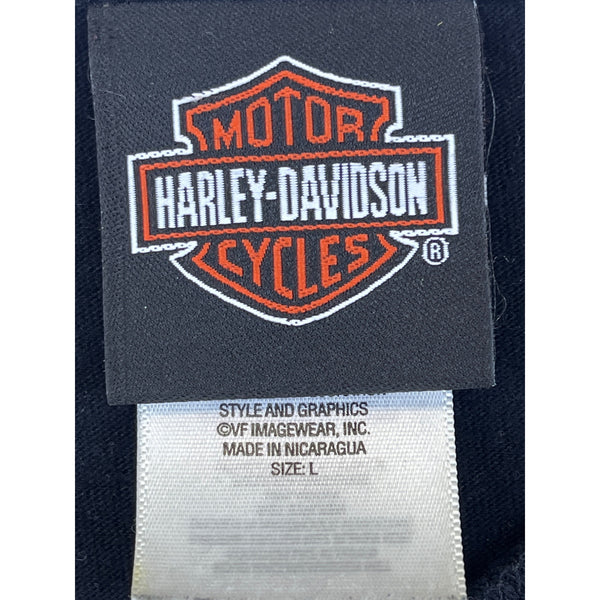 MOTOR
HARLEY-DAVIDSON
CYCLES
®
STYLE AND GRAPHICS
©VF IMAGEWEAR, INC.
MADE IN NICARAGUA
SIZE: L